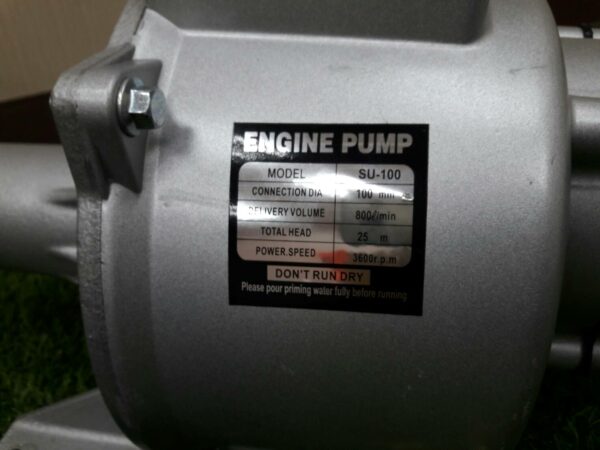 ENGINE PUMP
MODEL SU-100
CONNECTION DIA 100 mm
DELIVERY VOLUME 800ℓ/min
TOTAL HEAD 25 m
POWER.SPEED 3600r.p.m
DON'T RUN DRY
Please pour priming water fully before running